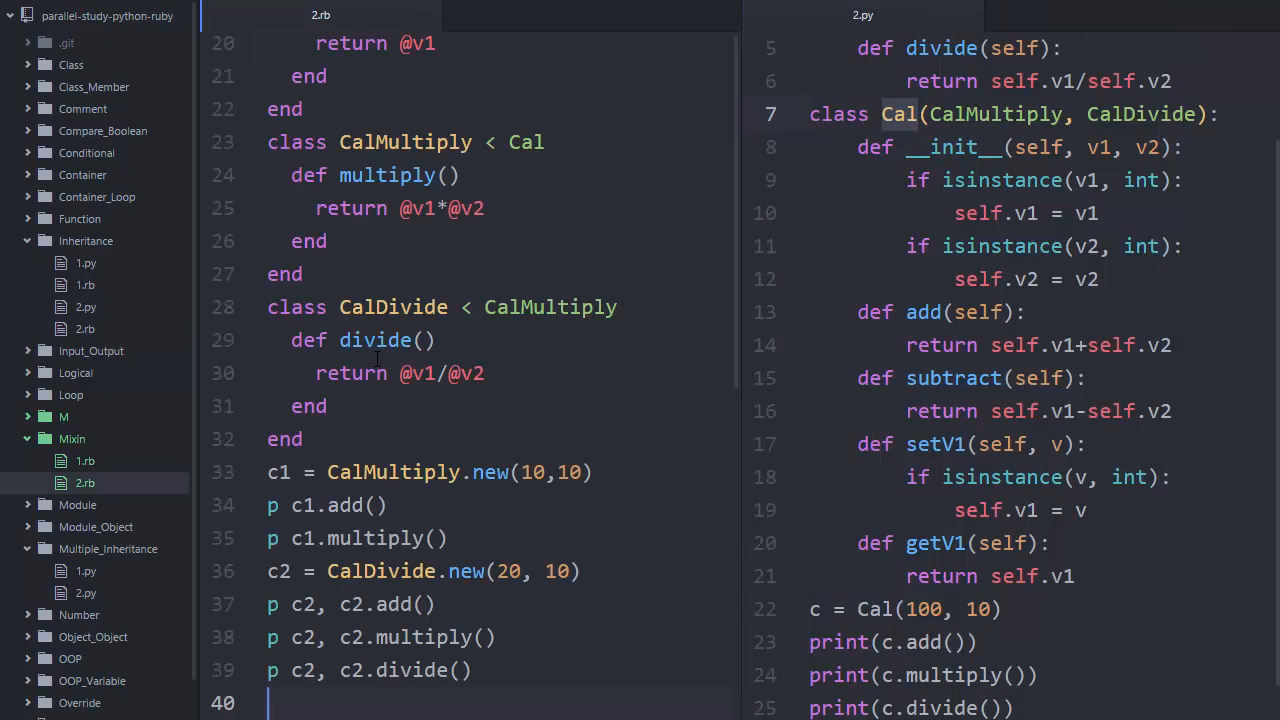 parallel-study-python-ruby
.git
Class
Class_Member
Comment
Compare_Boolean
Conditional
Container
Container_Loop
Function
Inheritance
1.py
1.rb
2.py
2.rb
Input_Output
Logical
Loop
M
Mixin
1.rb
2.rb
Module
Module_Object
Multiple_Inheritance
1.py
2.py
Number
Object_Object
OOP
OOP_Variable
Override
2.rb
20 return @v1
21 end
22 end
23 class CalMultiply < Cal
24 def multiply()
25 return @v1*@v2
26 end
27 end
28 class CalDivide < CalMultiply
29 def divide()
30 return @v1/@v2
31 end
32 end
33 c1 = CalMultiply.new(10,10)
34 p c1.add()
35 p c1.multiply()
36 c2 = CalDivide.new(20, 10)
37 p c2, c2.add()
38 p c2, c2.multiply()
39 p c2, c2.divide()
40
2.py
5 def divide(self):
6 return self.v1/self.v2
7 class Cal(CalMultiply, CalDivide):
8 def __init__(self, v1, v2):
9 if isinstance(v1, int):
10 self.v1 = v1
11 if isinstance(v2, int):
12 self.v2 = v2
13 def add(self):
14 return self.v1+self.v2
15 def subtract(self):
16 return self.v1-self.v2
17 def setV1(self, v):
18 if isinstance(v, int):
19 self.v1 = v
20 def getV1(self):
21 return self.v1
22 c = Cal(100, 10)
23 print(c.add())
24 print(c.multiply())
25 print(c.divide())